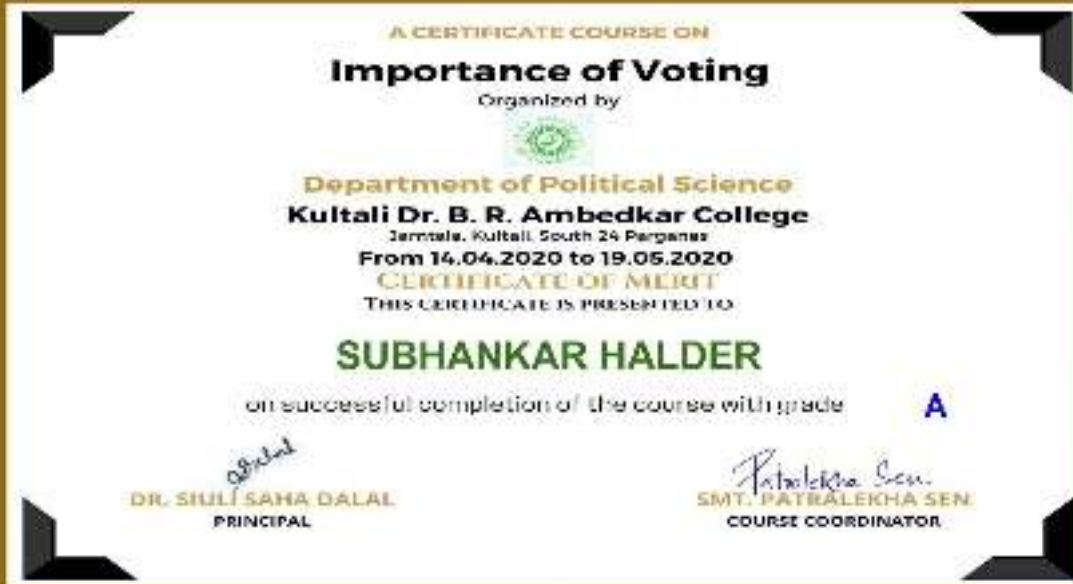 A CERTIFICATE COURSE ON
Importance of Voting
Organized by
Department of Political Science
Kultali Dr. B. R. Ambedkar College
Jamtala, Kultali, South 24 Parganas
From 14.04.2020 to 19.05.2020
CERTIFICATE OF MERIT
THIS CERTIFICATE IS PRESENTED TO
SUBHANKAR HALDER
on successful completion of the course with grade A
Patralekha Sen.
DR. SIULI SAHA DALAL SMT. PATRALEKHA SEN
PRINCIPAL COURSE COORDINATOR